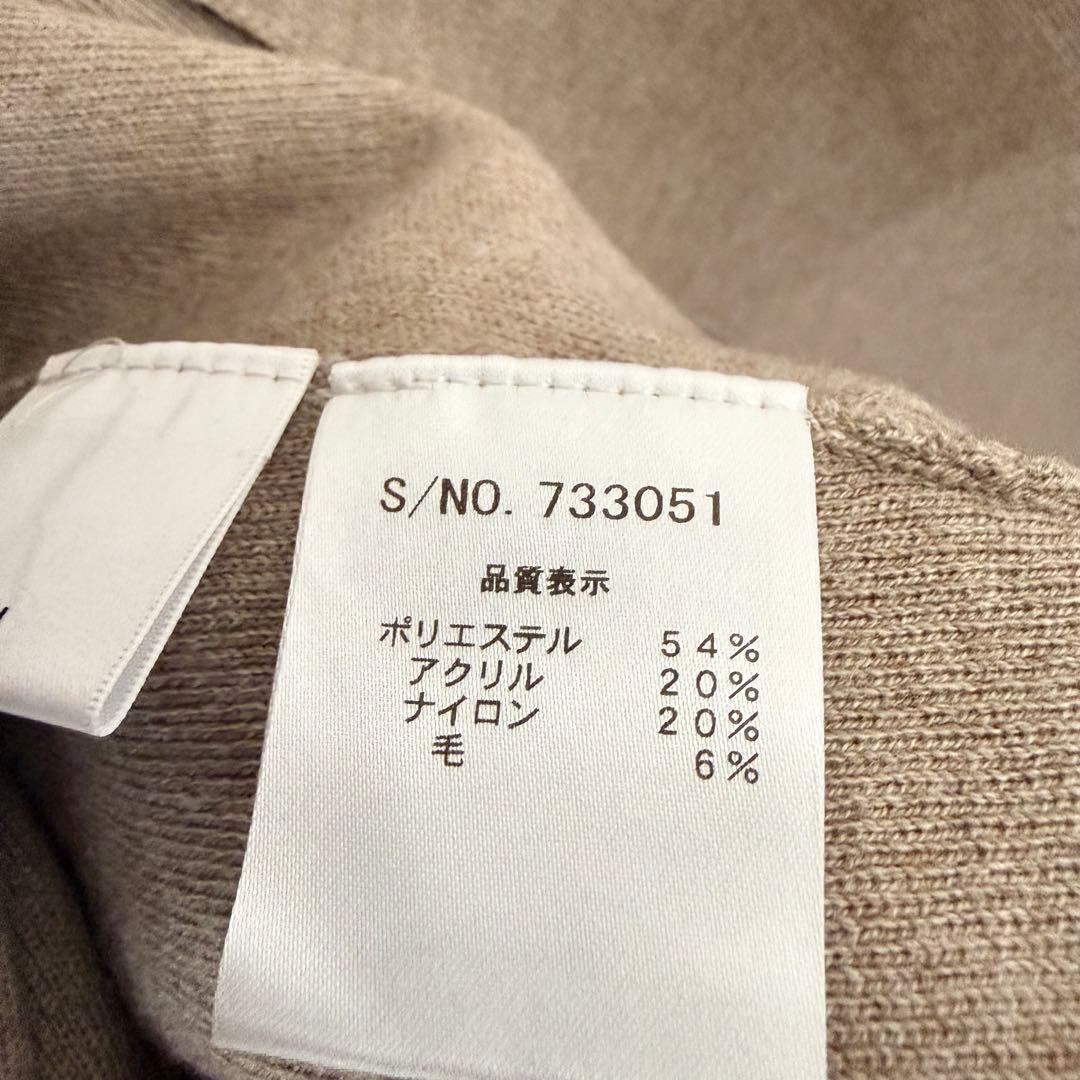 S/NO. 733051
品質表示
ポリエステル 54%
アクリル 20%
ナイロン 20%
毛 6%